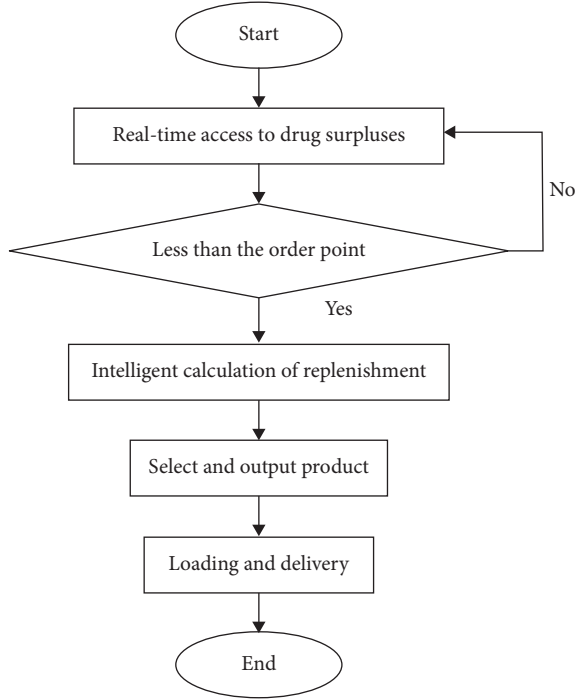 Start
Real-time access to drug surpluses
No
Less than the order point
Yes
Intelligent calculation of replenishment
Select and output product
Loading and delivery
End